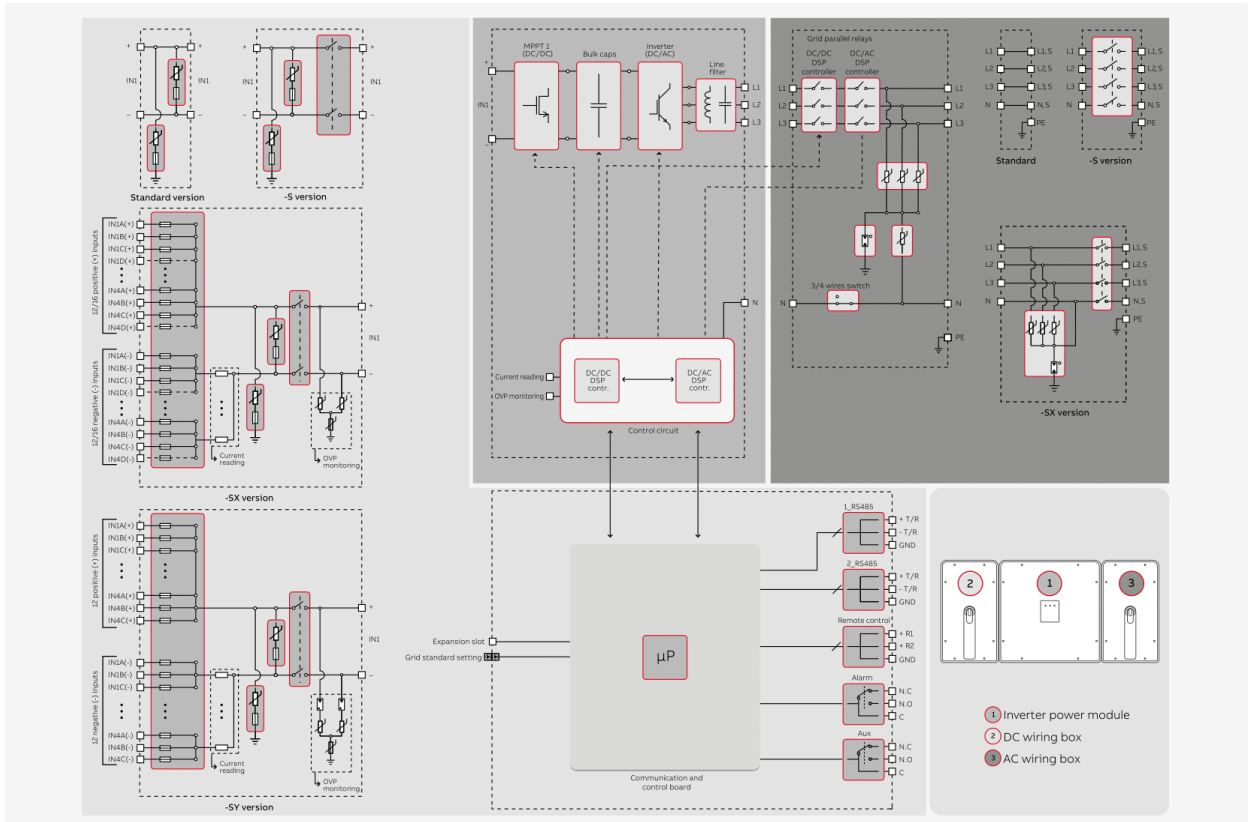 +
+
IN1
IN1
-
-
Standard version
+
+
IN1
IN1
-
-
-S version
12/16 positive (+) inputs
IN1A(+)
IN1B(+)
IN1C(+)
IN1D(+)
IN4A(+)
IN4B(+)
IN4C(+)
IN4D(+)
12/16 negative (-) inputs
IN1A(-)
IN1B(-)
IN1C(-)
IN1D(-)
IN4A(-)
IN4B(-)
IN4C(-)
IN4D(-)
Current
reading
OVP
monitoring
+
IN1
-
-SX version
12 positive (+) inputs
IN1A(+)
IN1B(+)
IN1C(+)
IN4A(+)
IN4B(+)
IN4C(+)
12 negative (-) inputs
IN1A(-)
IN1B(-)
IN1C(-)
IN4A(-)
IN4B(-)
IN4C(-)
Current
reading
OVP
monitoring
+
IN1
-
-SY version
MPPT 1
(DC/DC)
Bulk caps
Inverter
(DC/AC)
Line
filter
+
IN1
-
L1
L2
L3
N
Current reading
OVP monitoring
DC/DC
DSP
contr.
DC/AC
DSP
contr.
Control circuit
Grid parallel relays
DC/DC
DSP
controller
DC/AC
DSP
controller
L1
L2
L3
L1
L2
L3
3/4 wires switch
N
N
PE
L1
L2
L3
N
L1,S
L2,S
L3,S
N,S
PE
Standard
L1
L2
L3
N
L1,S
L2,S
L3,S
N,S
PE
-S version
L1
L2
L3
N
L1,S
L2,S
L3,S
N,S
PE
-SX version
Expansion slot
Grid standard setting
µP
Communication and
control board
1_RS485
+ T/R
- T/R
GND
2_RS485
+ T/R
- T/R
GND
Remote control
+ R1
+ R2
GND
Alarm
N.C
N.O
C
Aux
N.C
N.O
C
2
1
3
1 Inverter power module
2 DC wiring box
3 AC wiring box